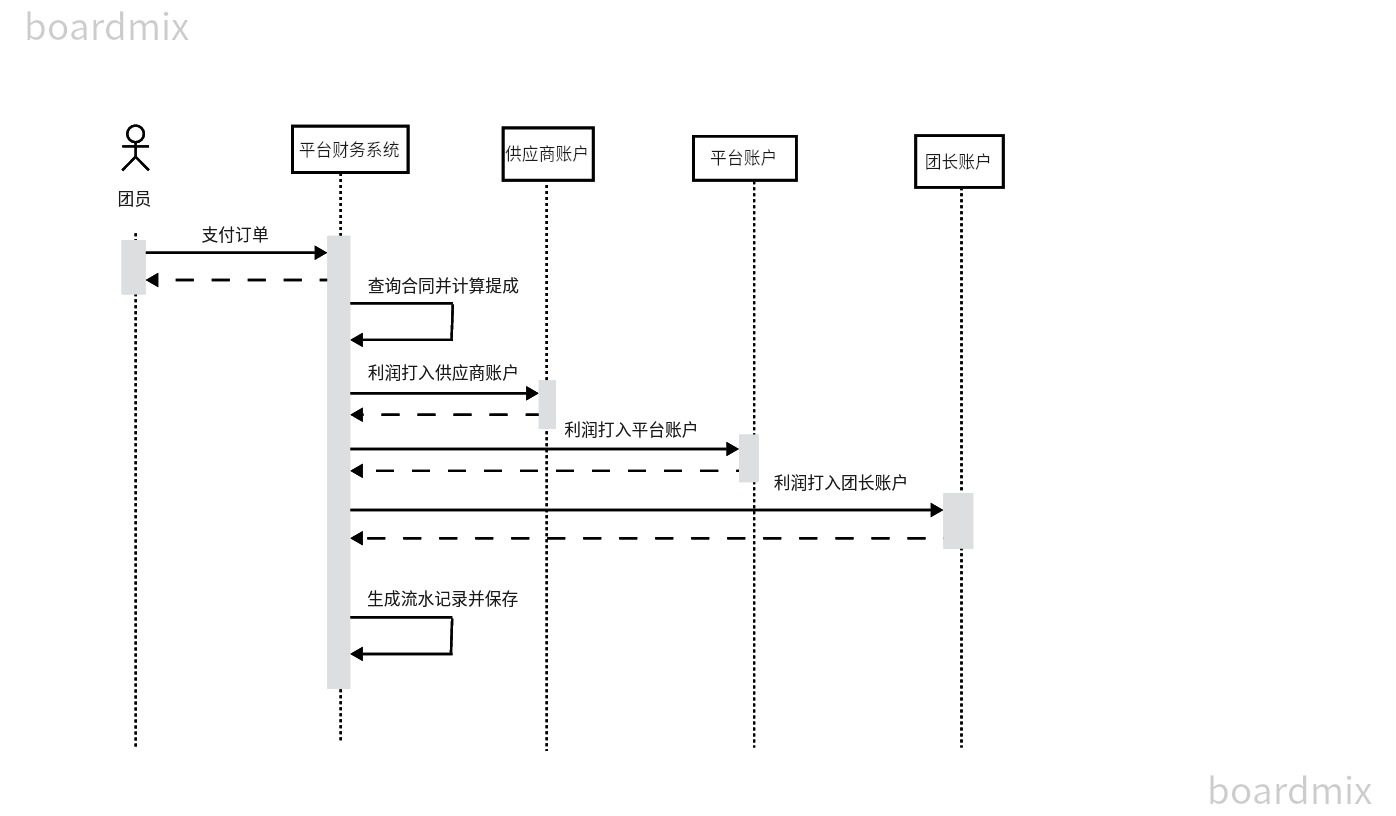 boardmix
平台财务系统
供应商账户
平台账户
团长账户
团员
支付订单
查询合同并计算提成
利润打入供应商账户
利润打入平台账户
利润打入团长账户
生成流水记录并保存
boardmix